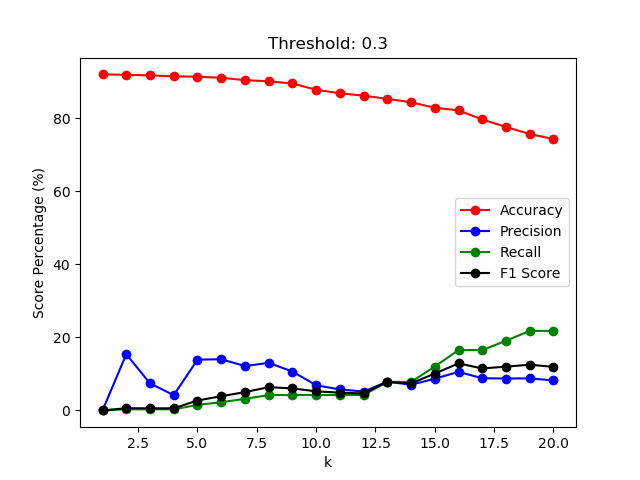 Threshold: 0.3
Score Percentage (%)
80
60
40
20
0
Accuracy
Precision
Recall
F1 Score
2.5 5.0 7.5 10.0 12.5 15.0 17.5 20.0
k